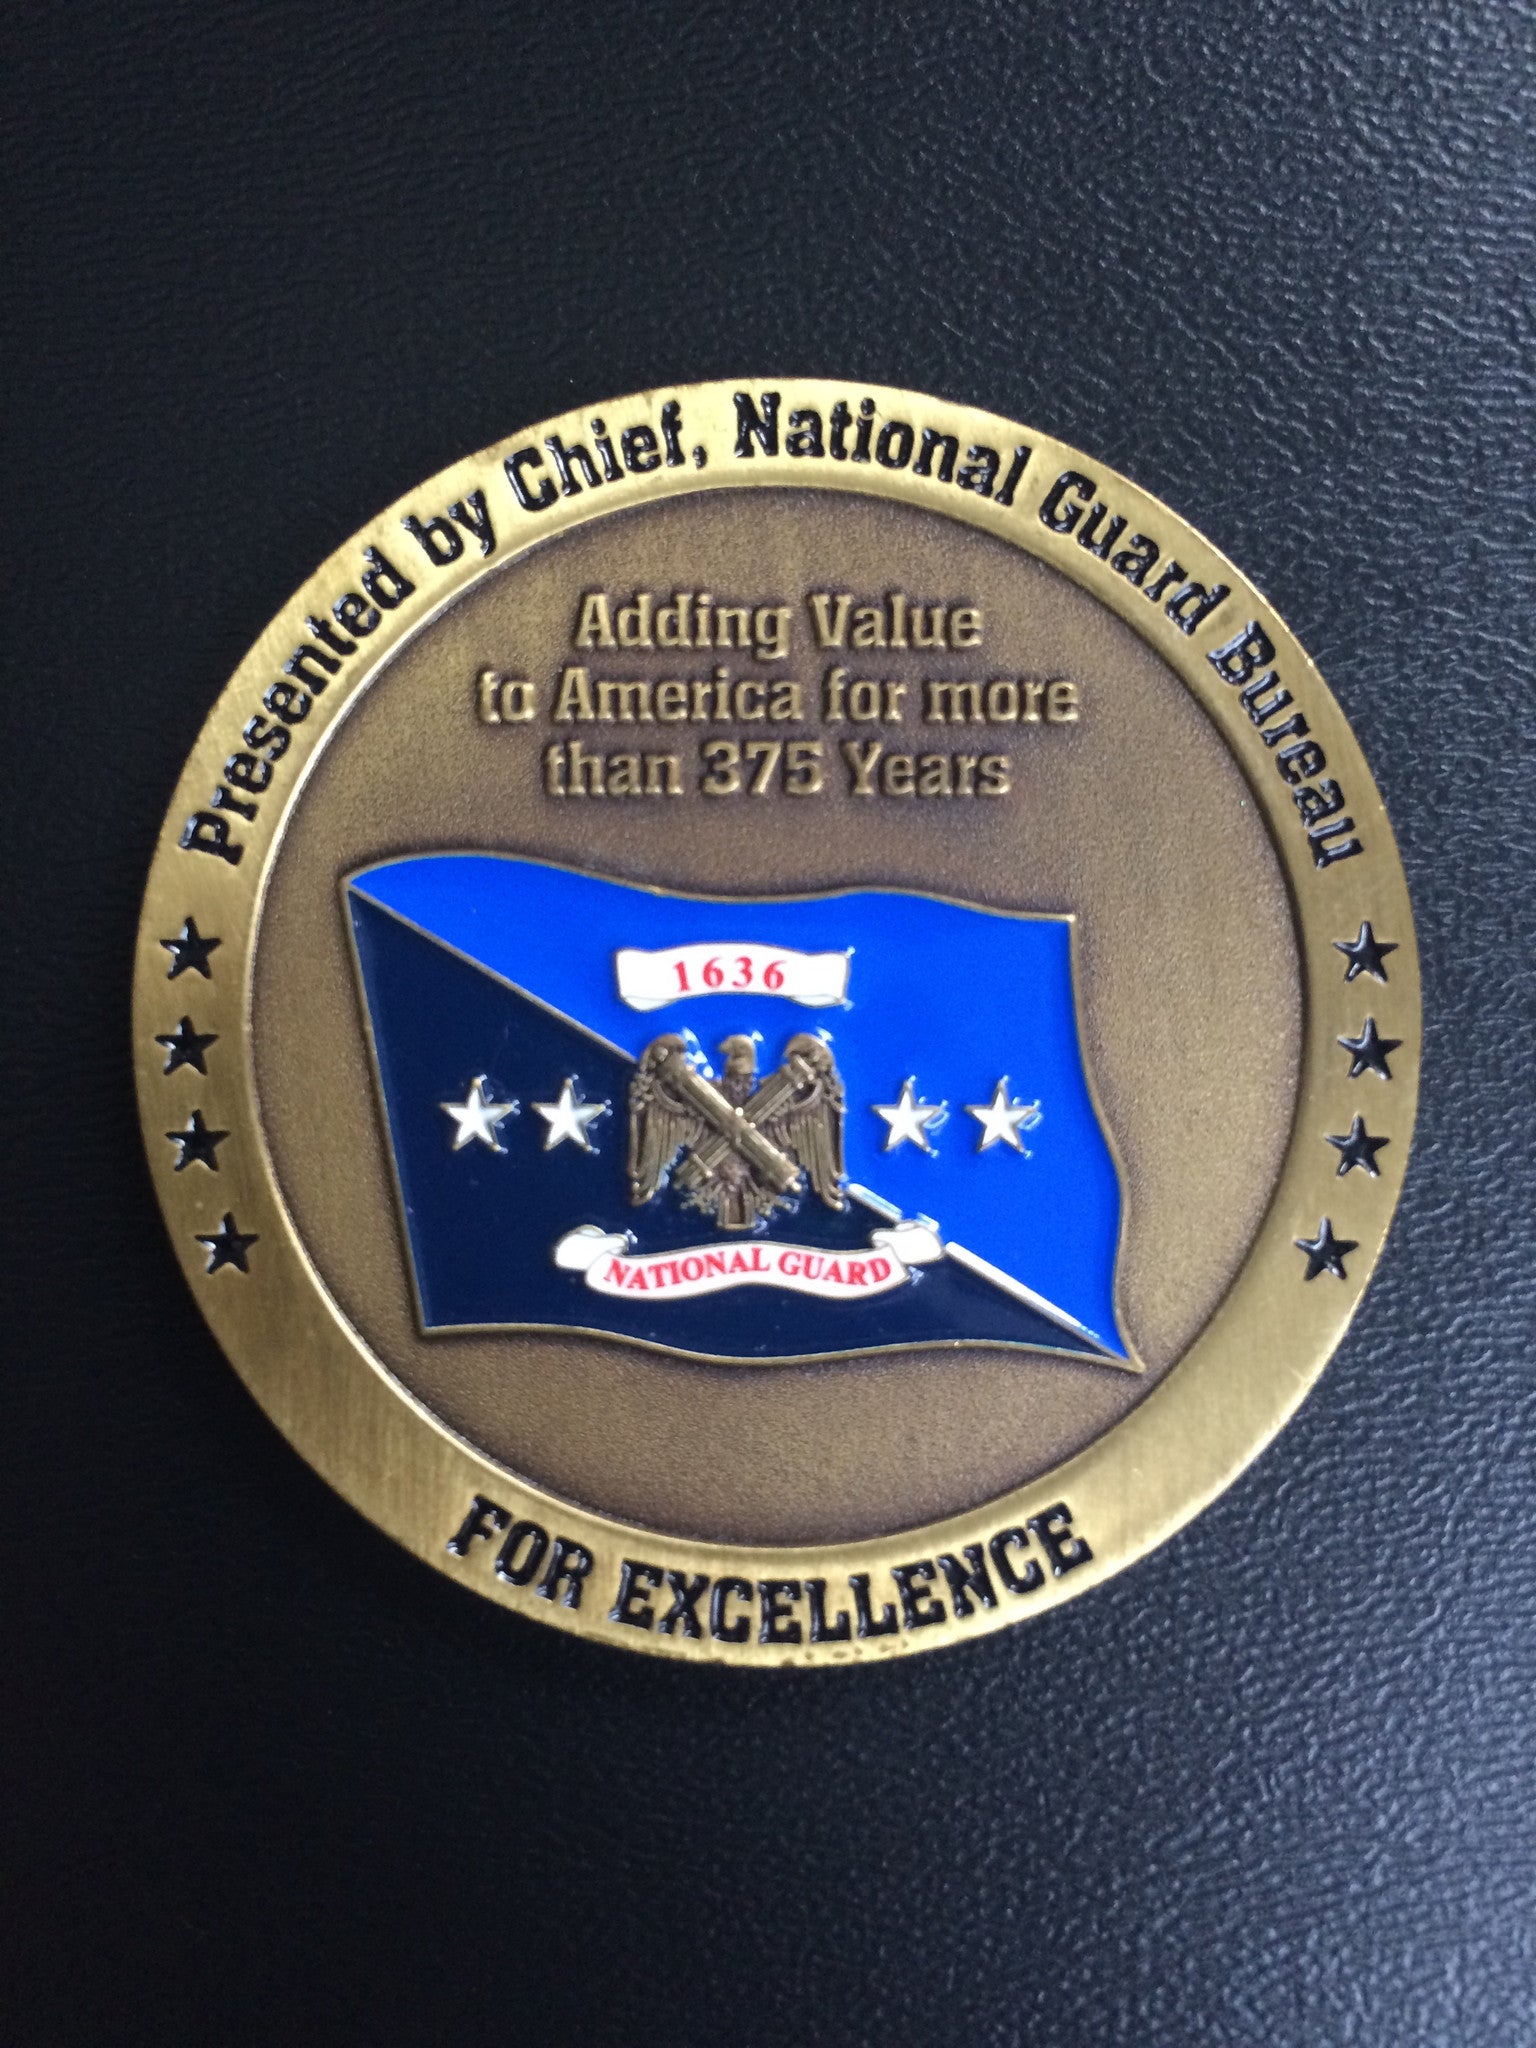 Presented by Chief, National Guard Bureau
Adding Value
to America for more
than 375 Years
1636
NATIONAL GUARD
FOR EXCELLENCE